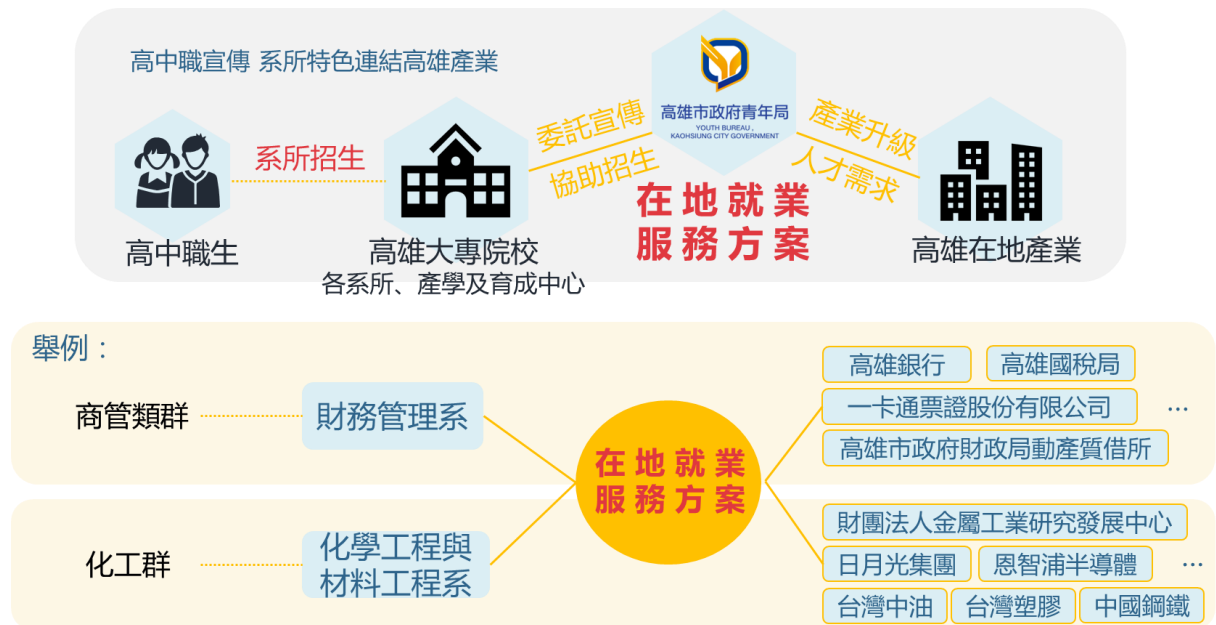 高中職宣傳 系所特色連結高雄產業
高雄市政府青年局
YOUTH BUREAU,
KAOHSIUNG CITY GOVERNMENT
系所招生
委託宣傳
協助招生
產業升級
人才需求
在地就業
服務方案
高中職生
高雄大專院校
各系所、產學及育成中心
高雄在地產業
舉例：
商管類群
財務管理系
高雄銀行
高雄國稅局
一卡通票證股份有限公司
…
高雄市政府財政局動產質借所
在地就業
服務方案
化工群
化學工程與
材料工程系
財團法人金屬工業研究發展中心
日月光集團
恩智浦半導體
…
台灣中油
台灣塑膠
中國鋼鐵